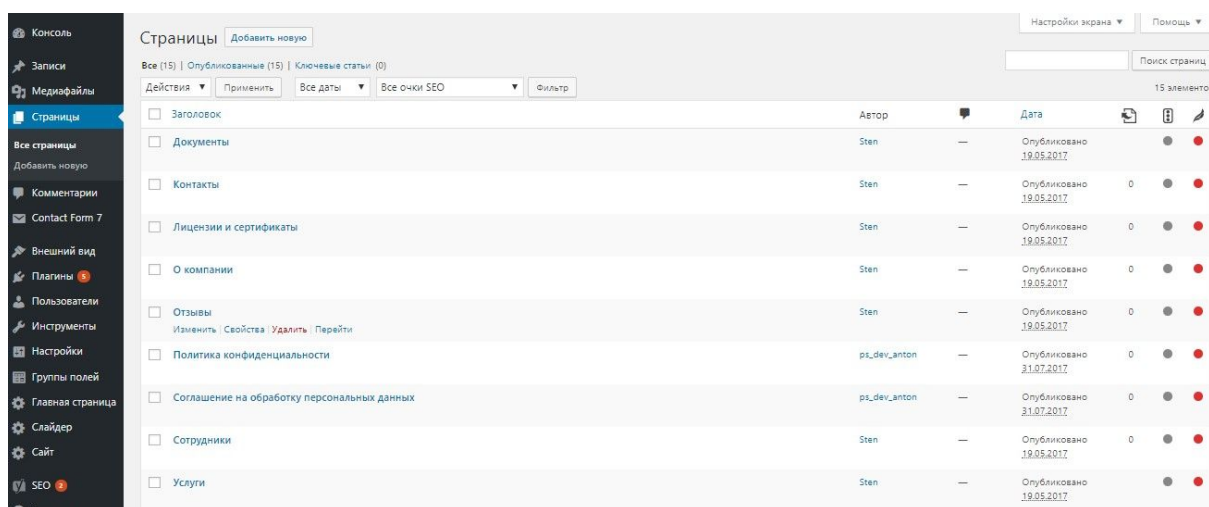 Консоль
Записи
Медиафайлы
Страницы
Все страницы
Добавить новую
Комментарии
Contact Form 7
Внешний вид
Плагины 5
Пользователи
Инструменты
Настройки
Группы полей
Главная страница
Слайдер
Сайт
SEO 2
Настройки экрана ▼ Помощь ▼
Страницы Добавить новую
Все (15) | Опубликованные (15) | Ключевые статьи (0)
Поиск страниц
Действия ▼ Применить Все даты ▼ Все очки SEO ▼ Фильтр
15 элементо
Заголовок Автор Дата
Документы Sten — Опубликовано
19.05.2017
Контакты Sten — Опубликовано 0
19.05.2017
Лицензии и сертификаты Sten — Опубликовано 0
19.05.2017
О компании Sten — Опубликовано 0
19.05.2017
Отзывы Sten — Опубликовано 0
Изменить | Свойства | Удалить | Перейти 19.05.2017
Политика конфиденциальности ps_dev_anton — Опубликовано 0
31.07.2017
Соглашение на обработку персональных данных ps_dev_anton — Опубликовано 0
31.07.2017
Сотрудники Sten — Опубликовано 0
19.05.2017
Услуги Sten — Опубликовано
19.05.2017